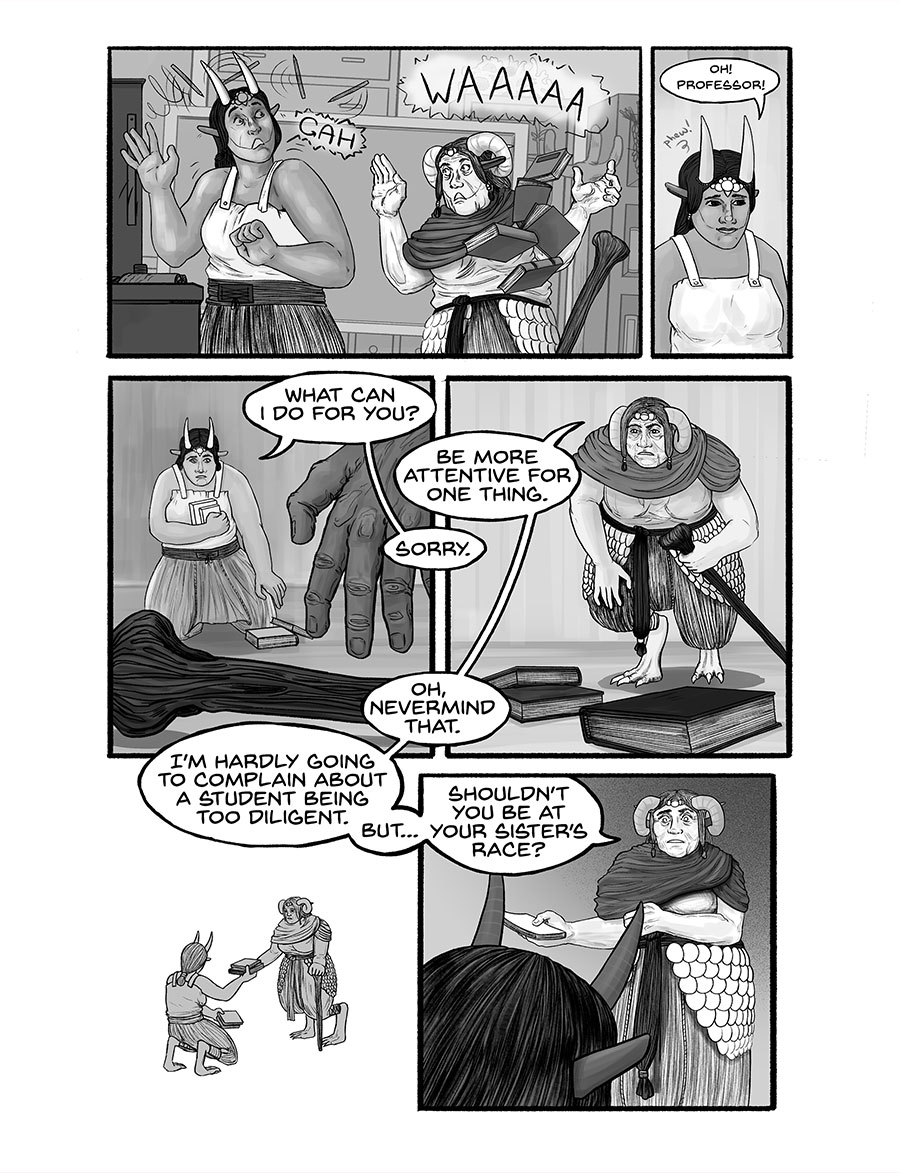 GAH
WAAAAA
OH!
PROFESSOR!
phew!
WHAT CAN
I DO FOR YOU?
BE MORE
ATTENTIVE FOR
ONE THING.
SORRY.
OH,
NEVERMIND
THAT.
I'M HARDLY GOING
TO COMPLAIN ABOUT
A STUDENT BEING
TOO DILIGENT.
BUT...
SHOULDN'T
YOU BE AT
YOUR SISTER'S
RACE?